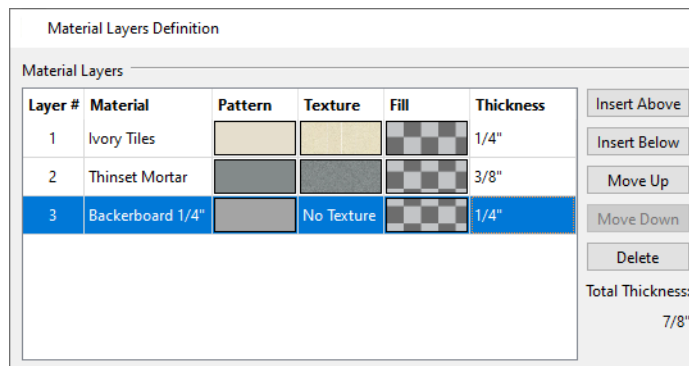 Material Layers Definition
Material Layers
Layer # Material Pattern Texture Fill Thickness
1 Ivory Tiles 1/4"
2 Thinset Mortar 3/8"
3 Backerboard 1/4" No Texture 1/4"
Insert Above
Insert Below
Move Up
Move Down
Delete
Total Thickness:
7/8"